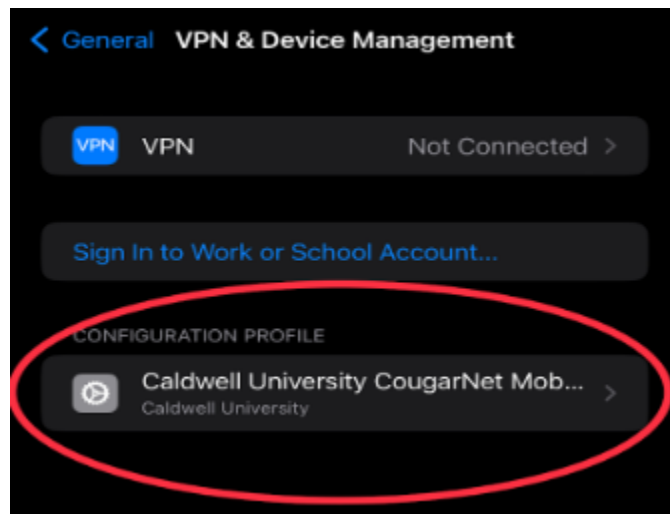 General VPN & Device Management
VPN VPN Not Connected
Sign In to Work or School Account...
CONFIGURATION PROFILE
Caldwell University CougarNet Mob...
Caldwell University